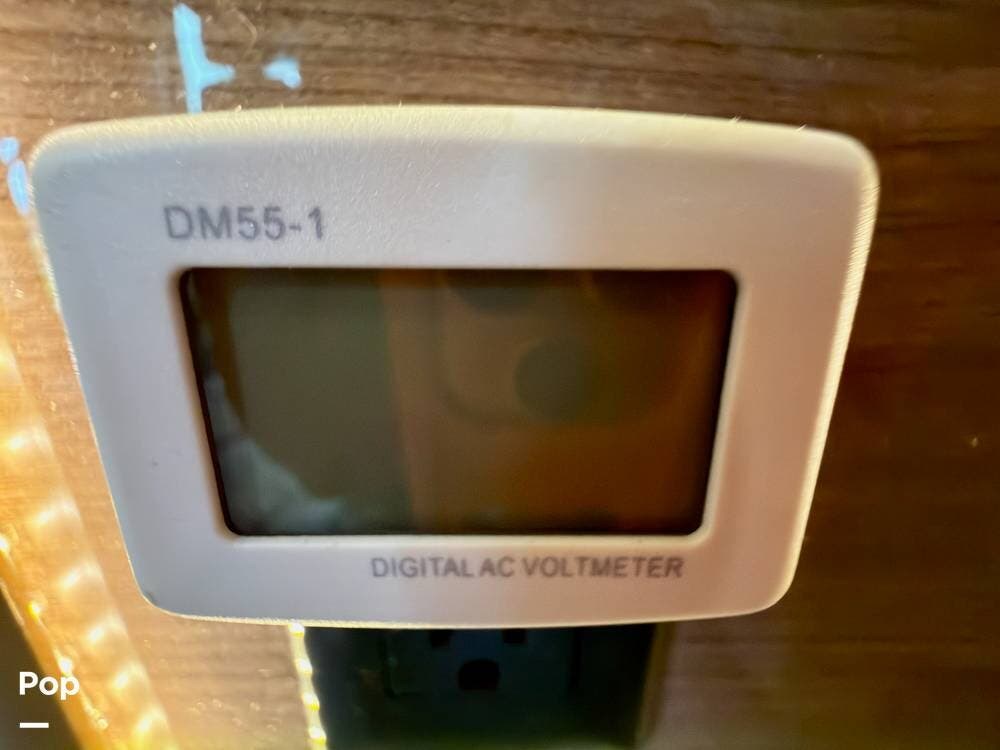 DM55-1
DIGITAL AC VOLTMETER
Pop